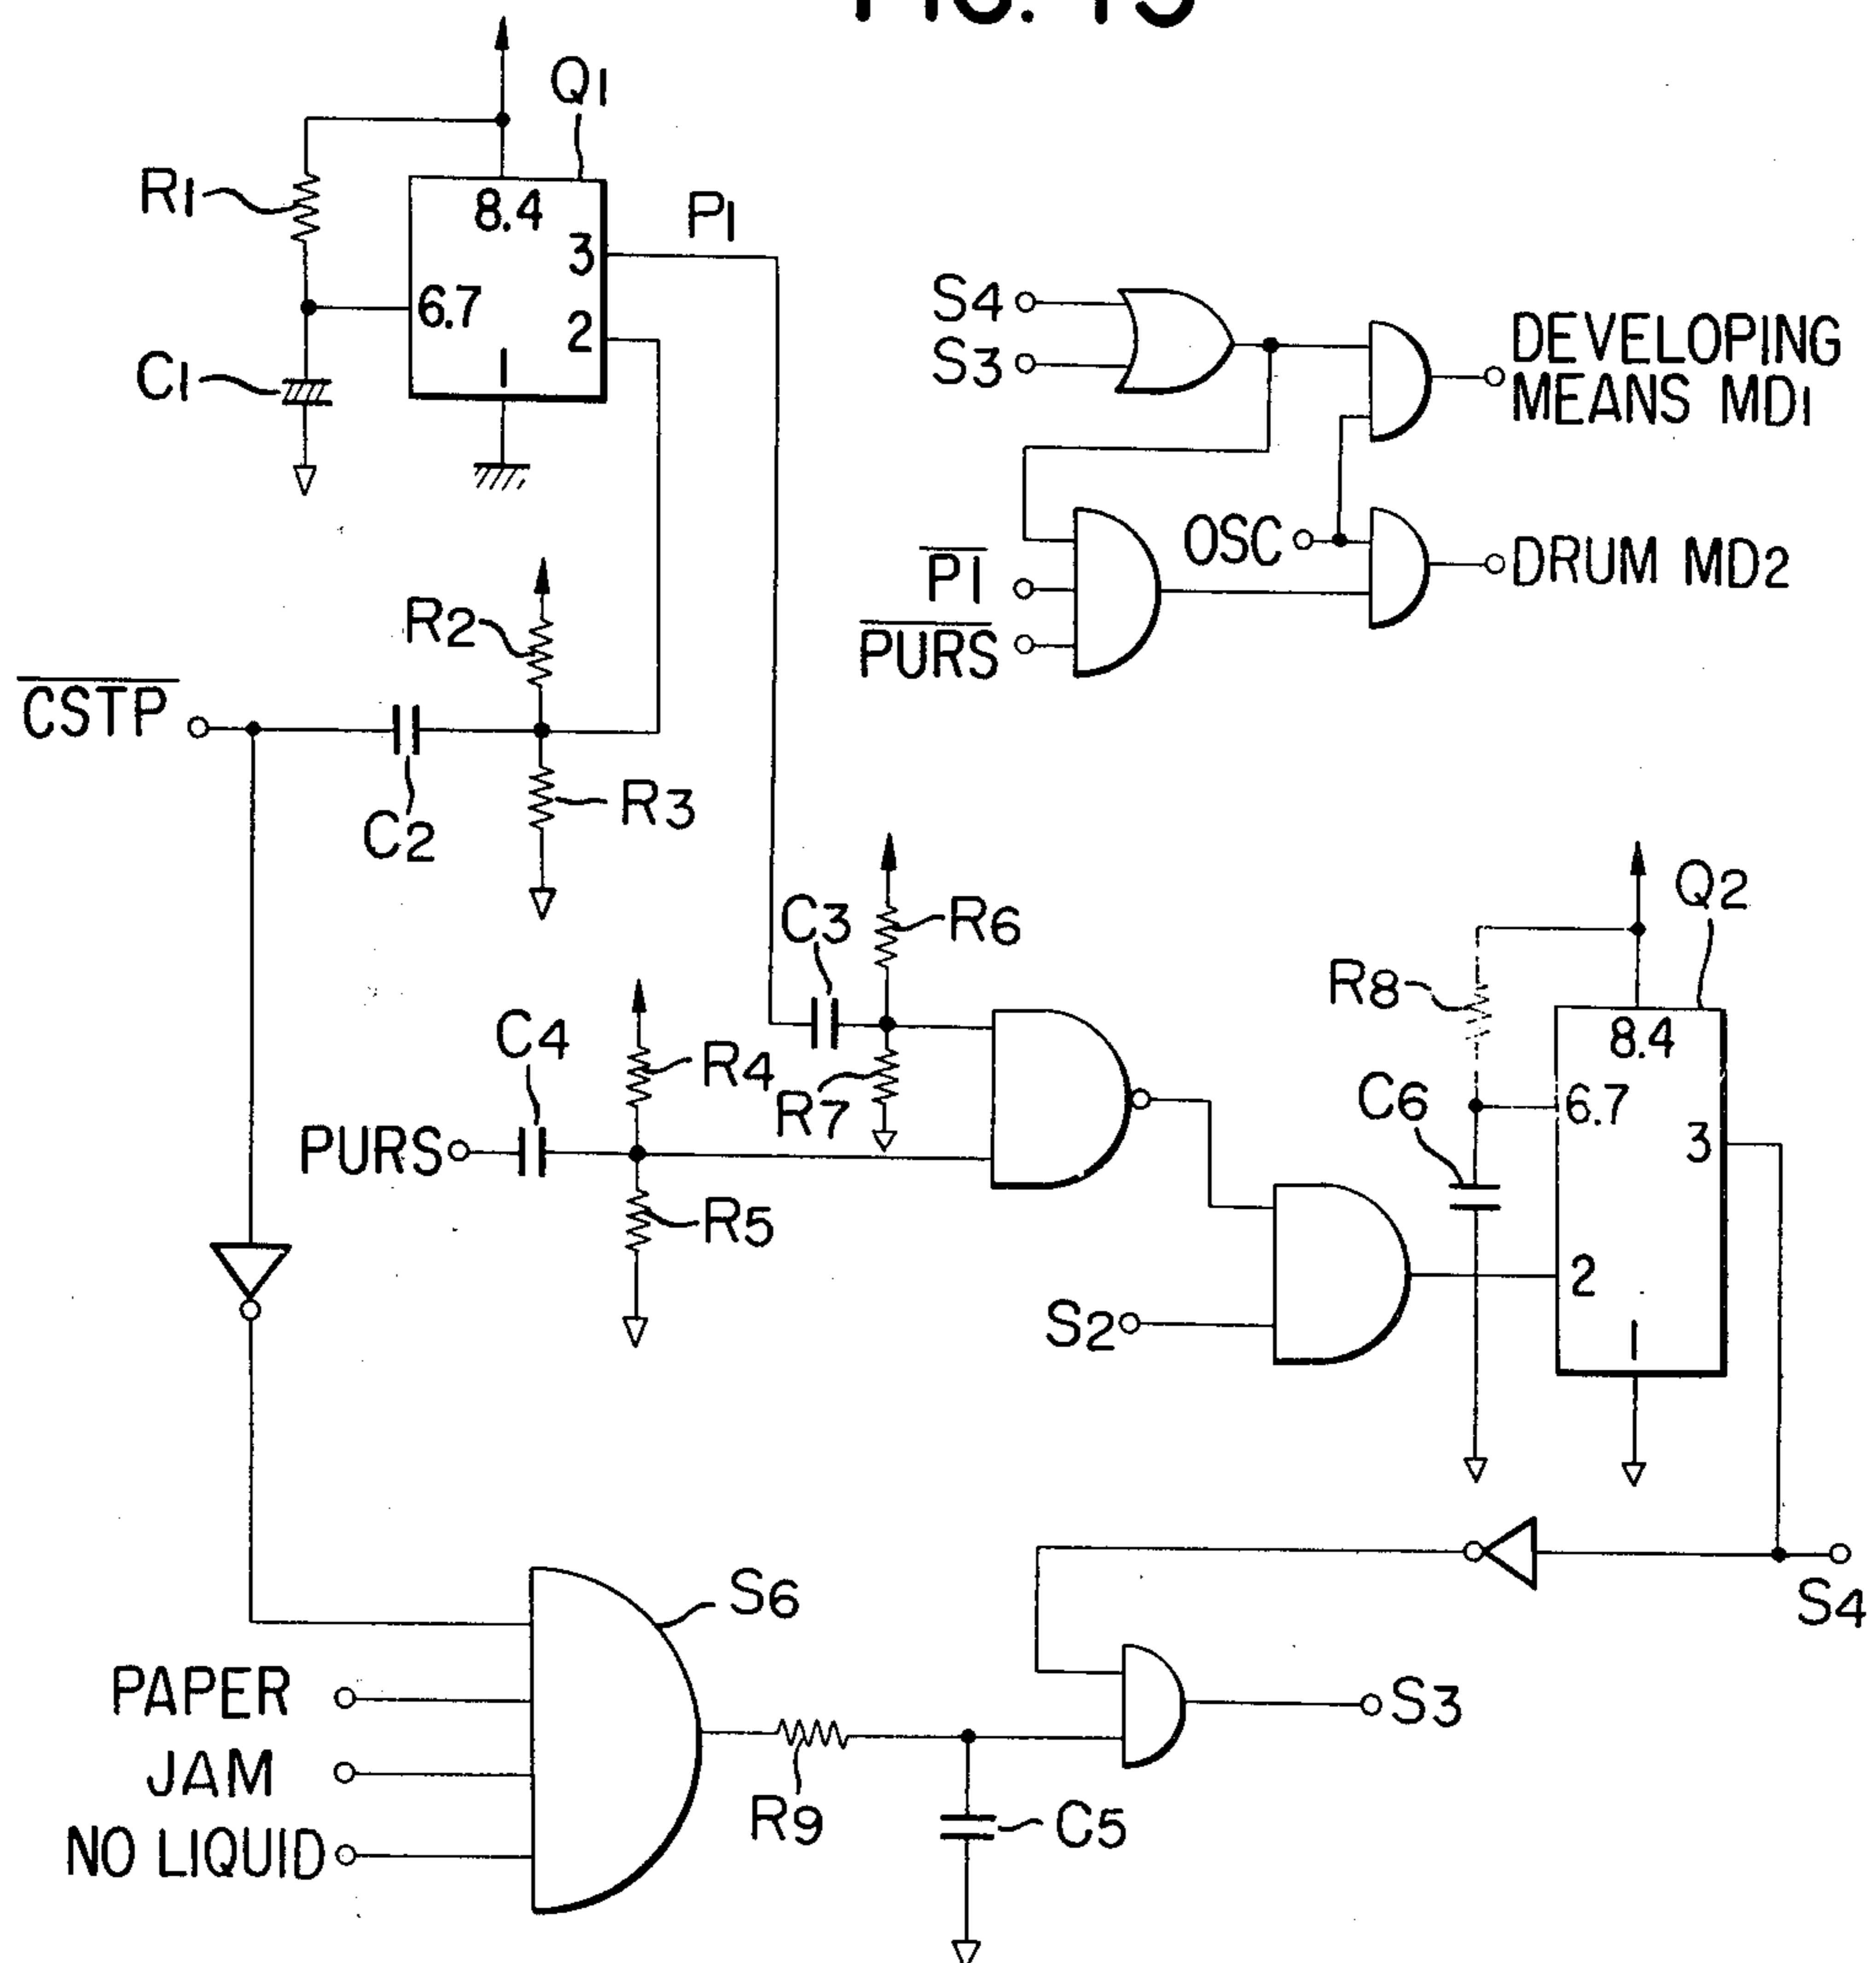 FIG. 15
Q1
R1
8.4
P1
3
6.7
2
C1
1
S4
S3
DEVELOPING
MEANS MD1
OSC
P1
DRUM MD2
PURS
R2
CSTP
R3
C2
C3
R6
Q2
R8
C4
R4
8.4
R7
C6
6.7
PURS
3
R5
2
S2
1
S6
S4
PAPER
S3
JAM
R9
C5
NO LIQUID